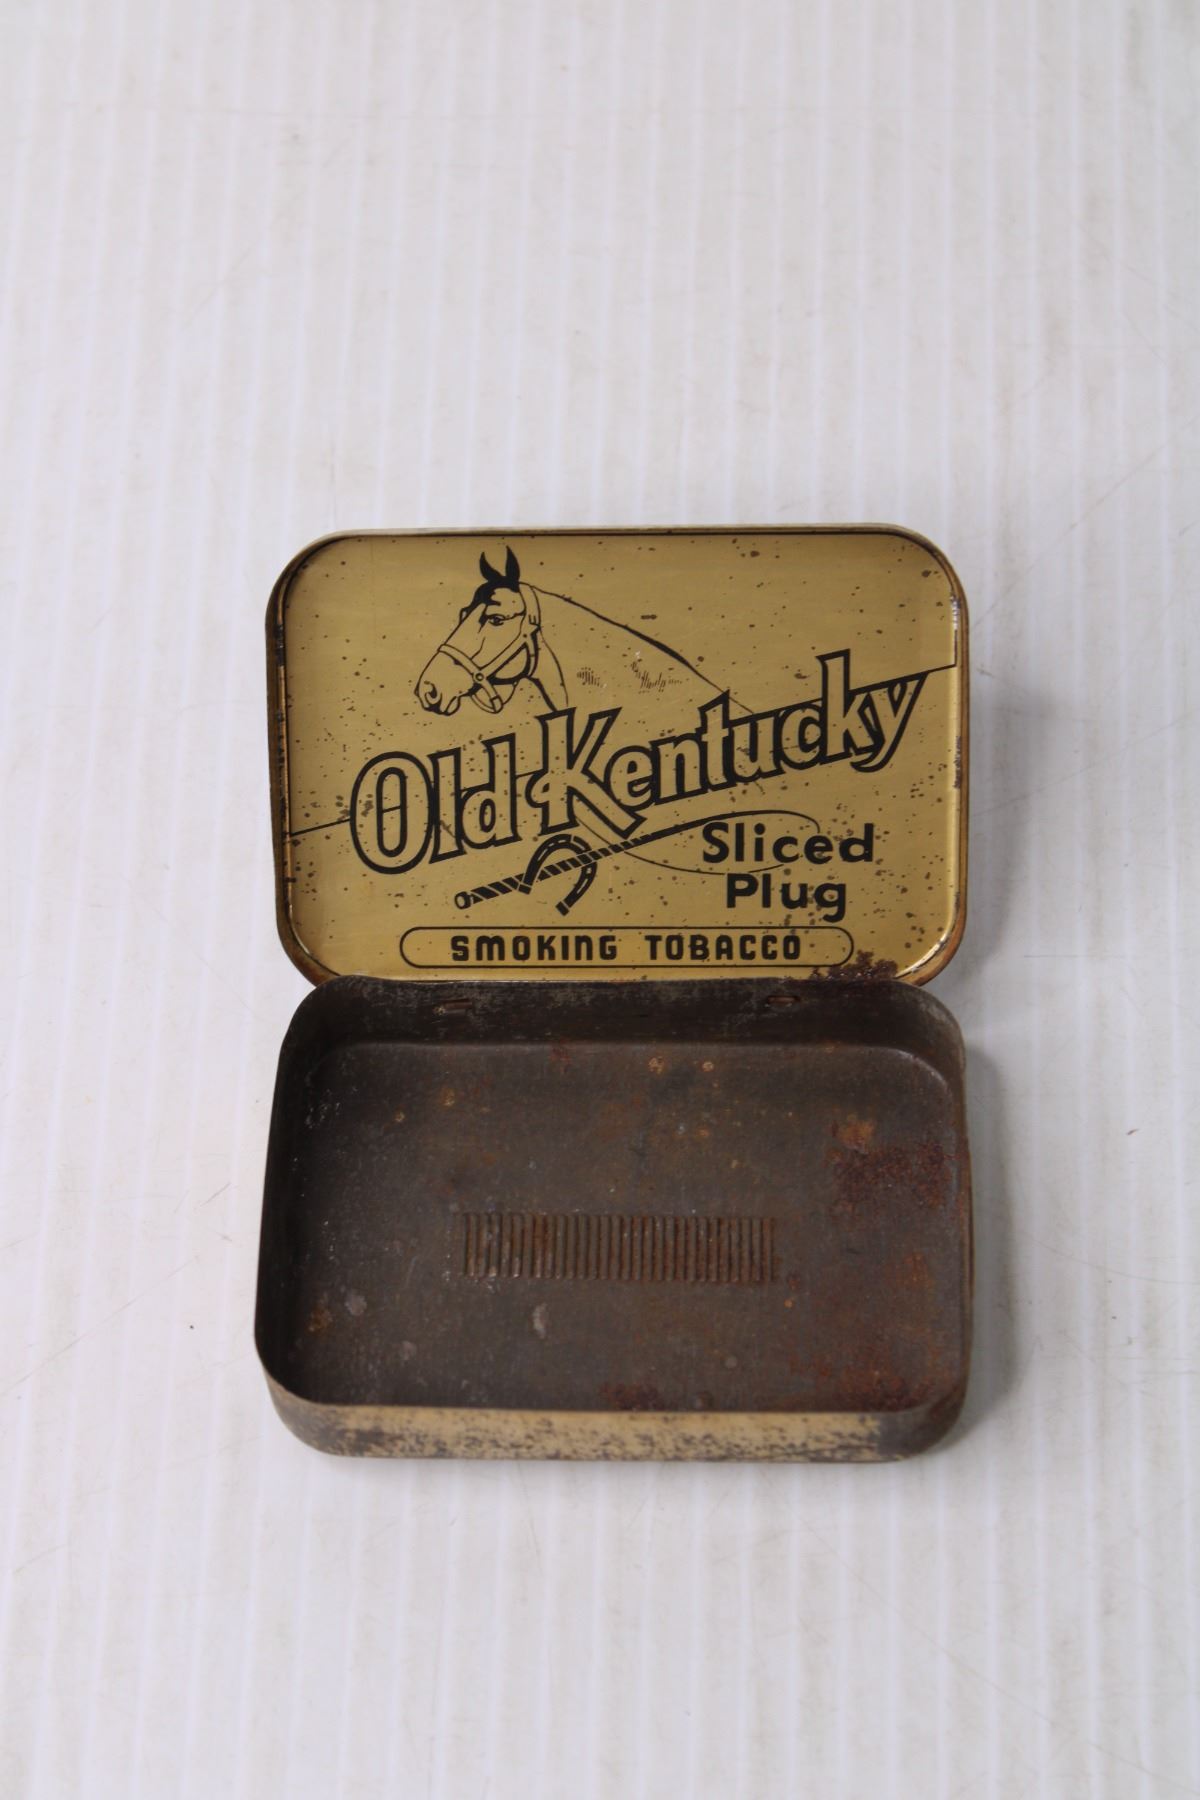 Old Kentucky
Sliced
Plug
SMOKING TOBACCO